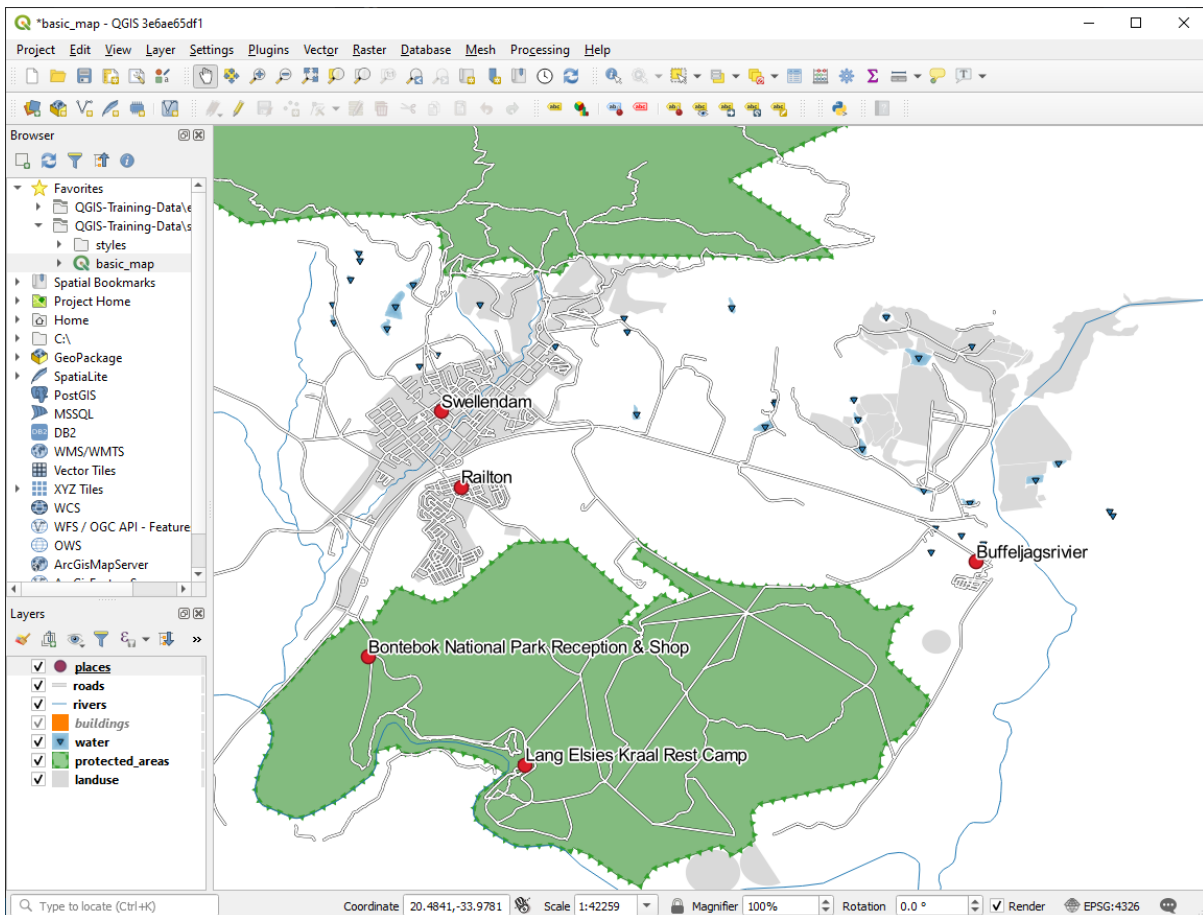 *basic_map - QGIS 3e6ae65df1
Project Edit View Layer Settings Plugins Vector Raster Database Mesh Processing Help
Browser
Favorites
QGIS-Training-Data\e
QGIS-Training-Data\s
styles
basic_map
Spatial Bookmarks
Project Home
Home
C:\
GeoPackage
SpatiaLite
PostGIS
MSSQL
DB2
WMS/WMTS
Vector Tiles
XYZ Tiles
WCS
WFS / OGC API - Feature
OWS
ArcGisMapServer
Layers
places
roads
rivers
buildings
water
protected_areas
landuse
Swellendam
Railton
Buffeljagsrivier
Bontebok National Park Reception & Shop
Lang Elsies Kraal Rest Camp
Type to locate (Ctrl+K) Coordinate 20.4841,-33.9781 Scale 1:42259 Magnifier 100% Rotation 0.0 ° Render EPSG:4326